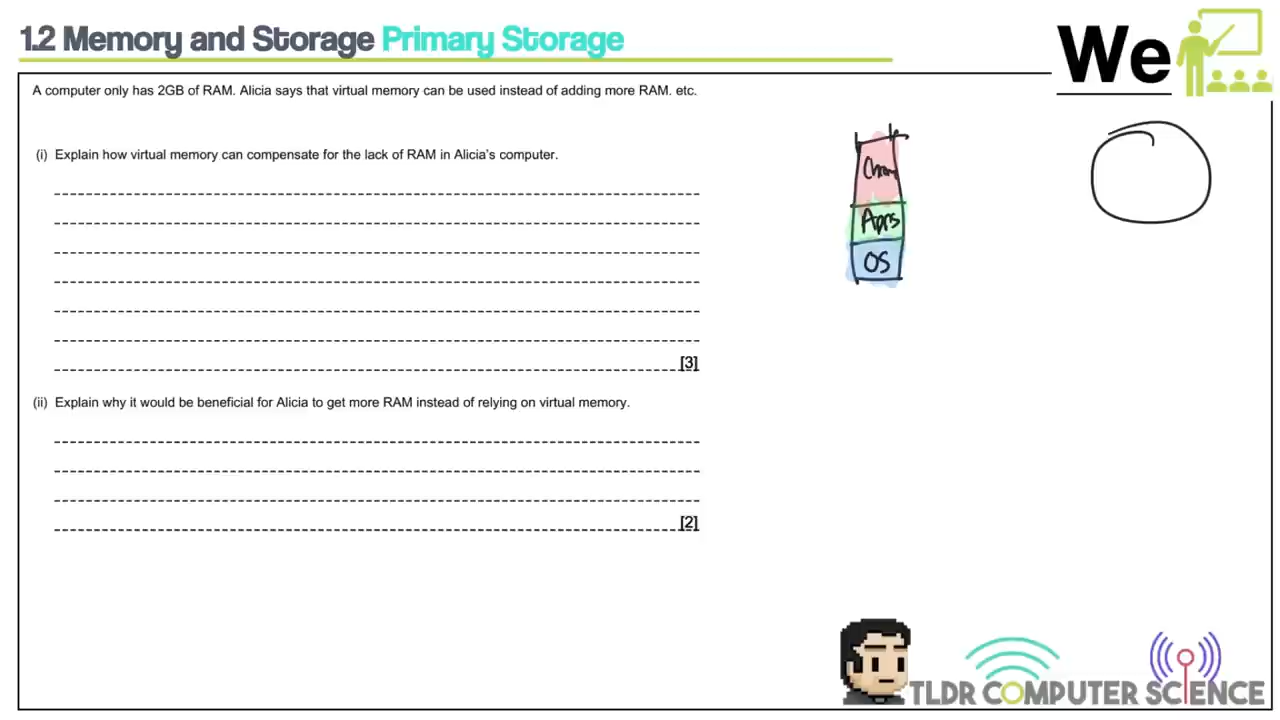 1.2 Memory and Storage Primary Storage
We
A computer only has 2GB of RAM. Alicia says that virtual memory can be used instead of adding more RAM. etc.
(i) Explain how virtual memory can compensate for the lack of RAM in Alicia's computer.
[3]
(ii) Explain why it would be beneficial for Alicia to get more RAM instead of relying on virtual memory.
[2]
Apps
OS
TLDR COMPUTER SCIENCE